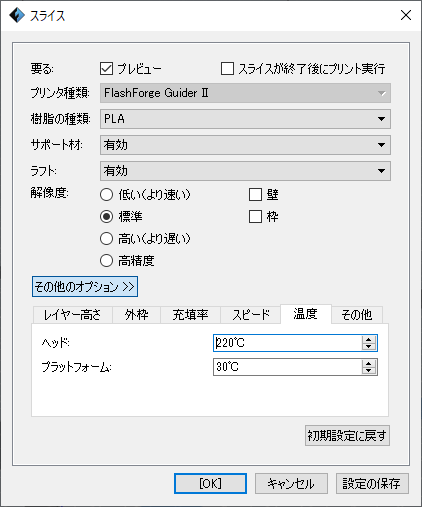 スライス
要る: プレビュー スライスが終了後にプリント実行
プリンタ種類: FlashForge Guider II
樹脂の種類: PLA
サポート材: 有効
ラフト: 有効
解像度: 低い(より速い) 壁
標準 枠
高い(より遅い)
高精度
その他のオプション >>
レイヤー高さ 外枠 充填率 スピード 温度 その他
ヘッド: 220℃
プラットフォーム: 30℃
初期設定に戻す
[OK] キャンセル 設定の保存